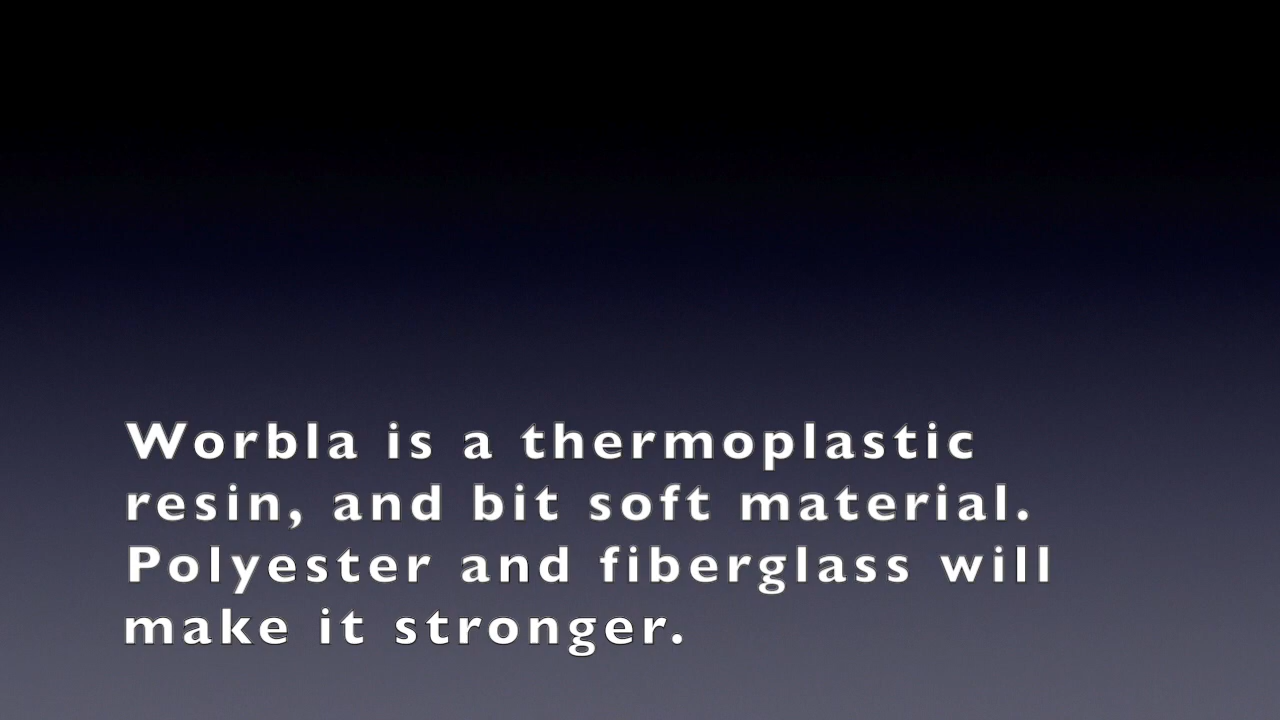 Worbla is a thermoplastic
resin, and bit soft material.
Polyester and fiberglass will
make it stronger.